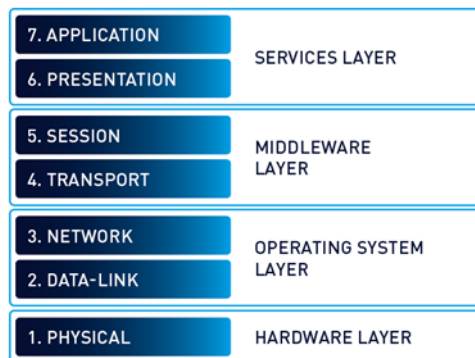 7. APPLICATION
6. PRESENTATION
SERVICES LAYER
5. SESSION
4. TRANSPORT
MIDDLEWARE
LAYER
3. NETWORK
2. DATA-LINK
OPERATING SYSTEM
LAYER
1. PHYSICAL
HARDWARE LAYER